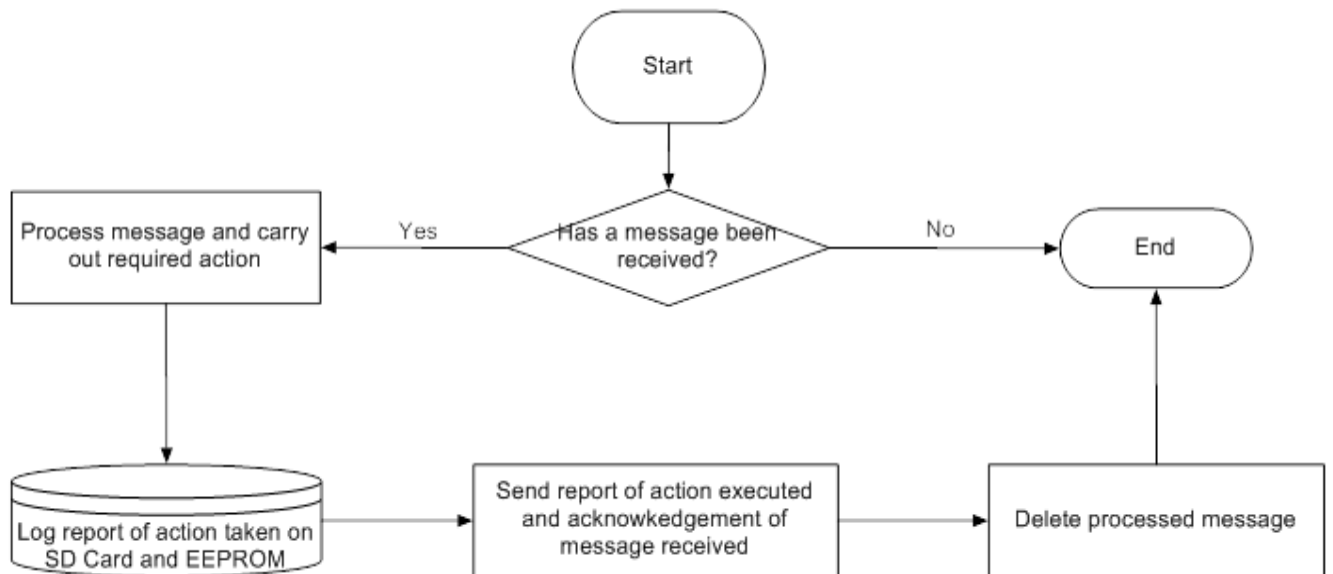 Start
Process message and carry
out required action
Yes
Has a message been
received?
No
End
Log report of action taken on
SD Card and EEPROM
Send report of action executed
and acknowkedgement of
message received
Delete processed message